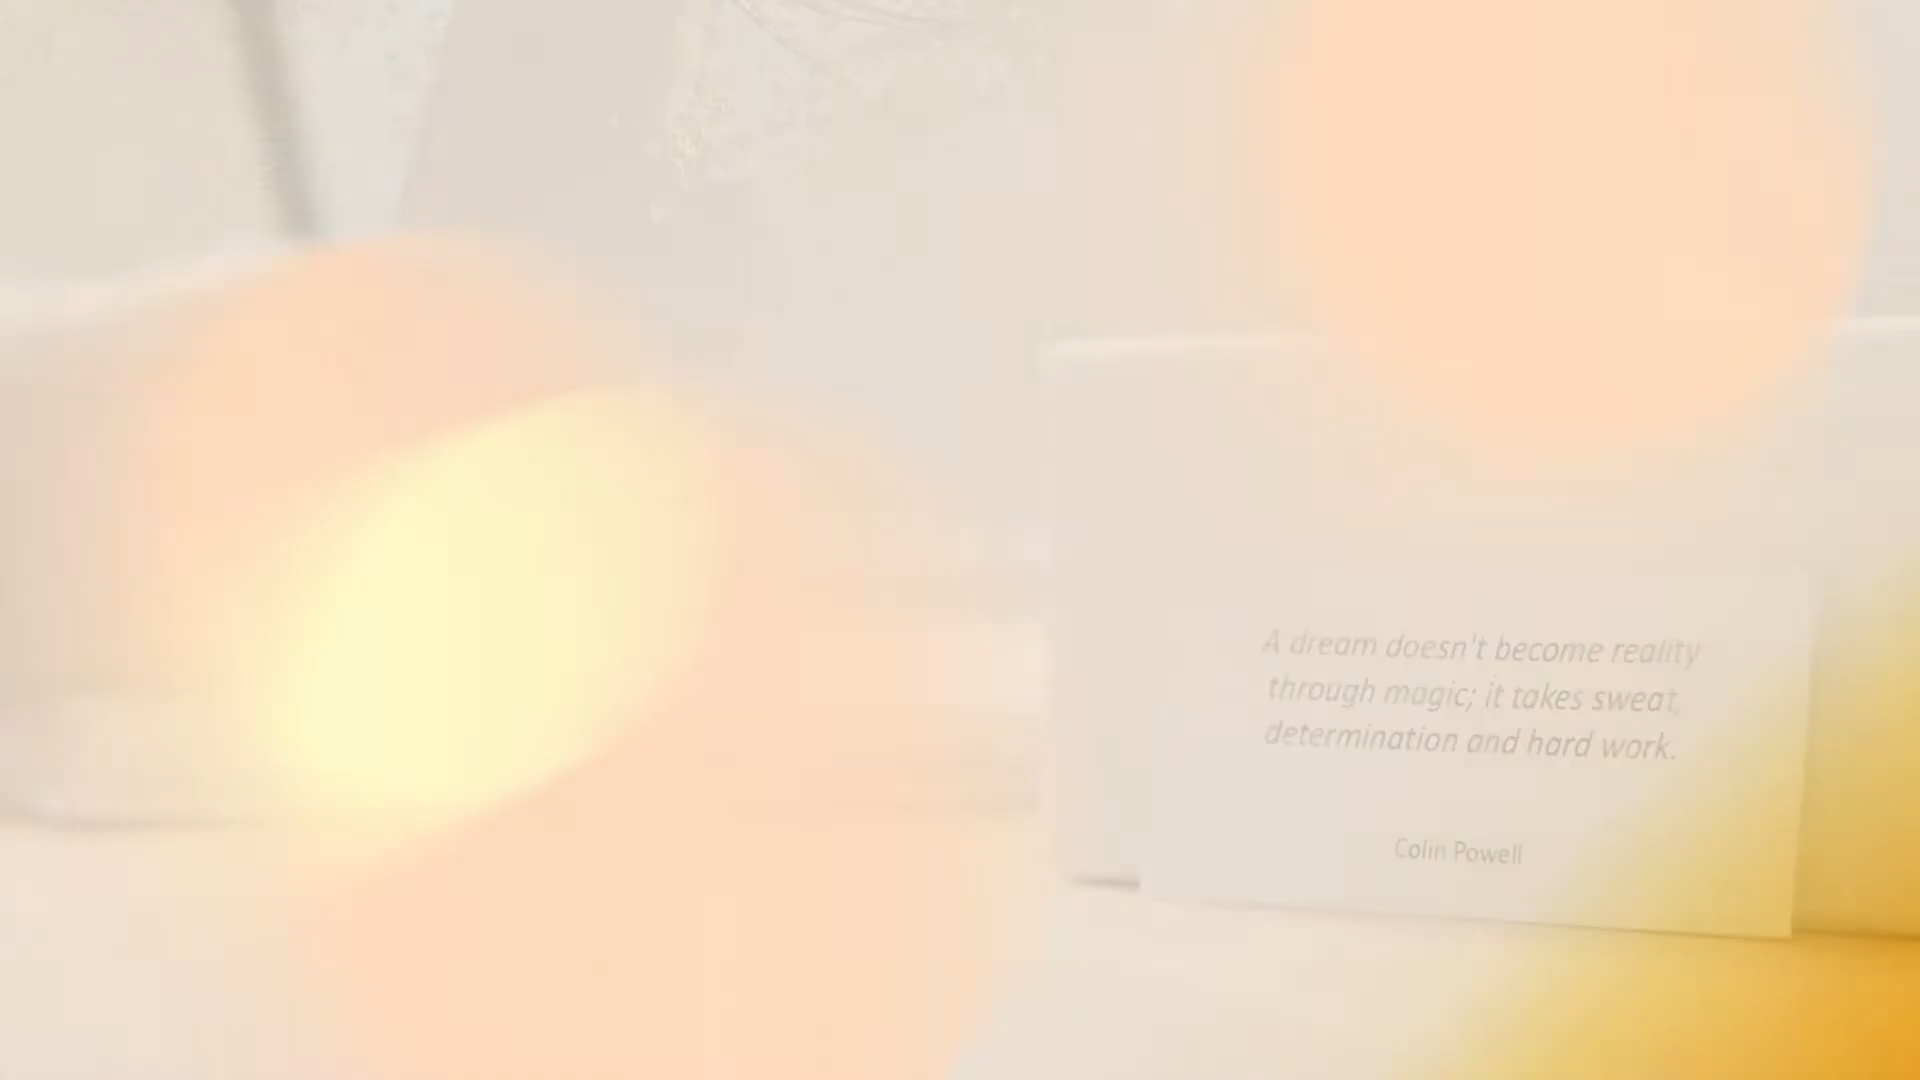 A dream doesn't become reality
through magic; it takes sweat,
determination and hard work.
Colin Powell